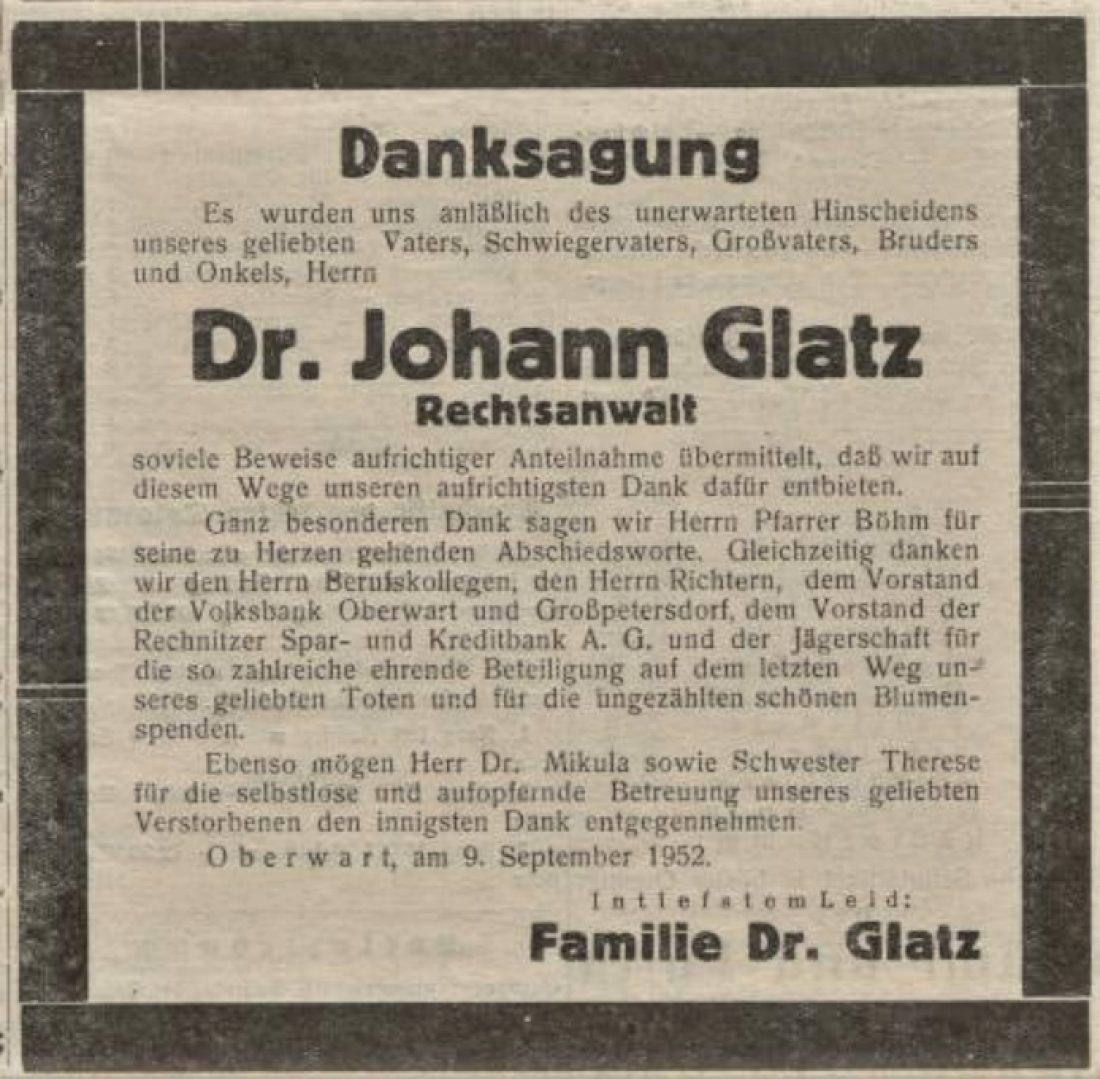 Danksagung
Es wurden uns anläßlich des unerwarteten Hinscheidens
unseres geliebten Vaters, Schwiegervaters, Großvaters, Bruders
und Onkels, Herrn
Dr. Johann Glatz
Rechtsanwalt
soviele Beweise aufrichtiger Anteilnahme übermittelt, daß wir auf
diesem Wege unseren aufrichtigsten Dank dafür entbieten.
Ganz besonderen Dank sagen wir Herrn Pfarrer Böhm für
seine zu Herzen gehenden Abschiedsworte. Gleichzeitig danken
wir den Herrn Berufskollegen, den Herrn Richtern, dem Vorstand
der Volksbank Oberwart und Großpetersdorf, dem Vorstand der
Rechnitzer Spar- und Kreditbank A. G. und der Jägerschaft für
die so zahlreiche ehrende Beteiligung auf dem letzten Weg un-
seres geliebten Toten und für die ungezählten schönen Blumen-
spenden.
Ebenso mögen Herr Dr. Mikula sowie Schwester Therese
für die selbstlose und aufopfernde Betreuung unseres geliebten
Verstorbenen den innigsten Dank entgegennehmen.
Oberwart, am 9. September 1952.
In tiefstem Leid:
Familie Dr. Glatz